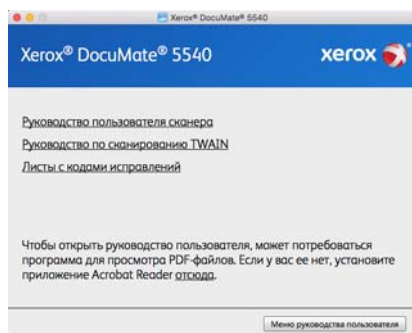 Xerox® DocuMate® 5540
Xerox® DocuMate® 5540
xerox
Руководство пользователя сканера
Руководство по сканированию TWAIN
Листы с кодами исправлений
Чтобы открыть руководство пользователя, может потребоваться
программа для просмотра PDF-файлов. Если у вас ее нет, установите
приложение Acrobat Reader отсюда.
Меню руководства пользователя